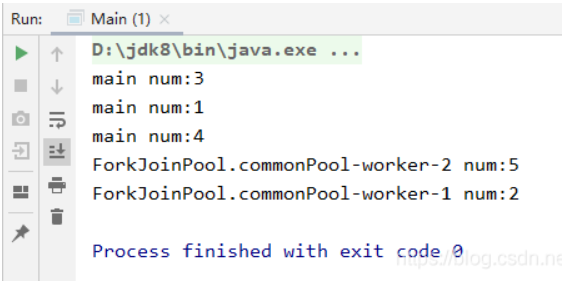 Run: Main (1) ×
D:\jdk8\bin\java.exe ...
main num:3
main num:1
main num:4
ForkJoinPool.commonPool-worker-2 num:5
ForkJoinPool.commonPool-worker-1 num:2
Process finished with exit code 0
https://blog.csdn.ne